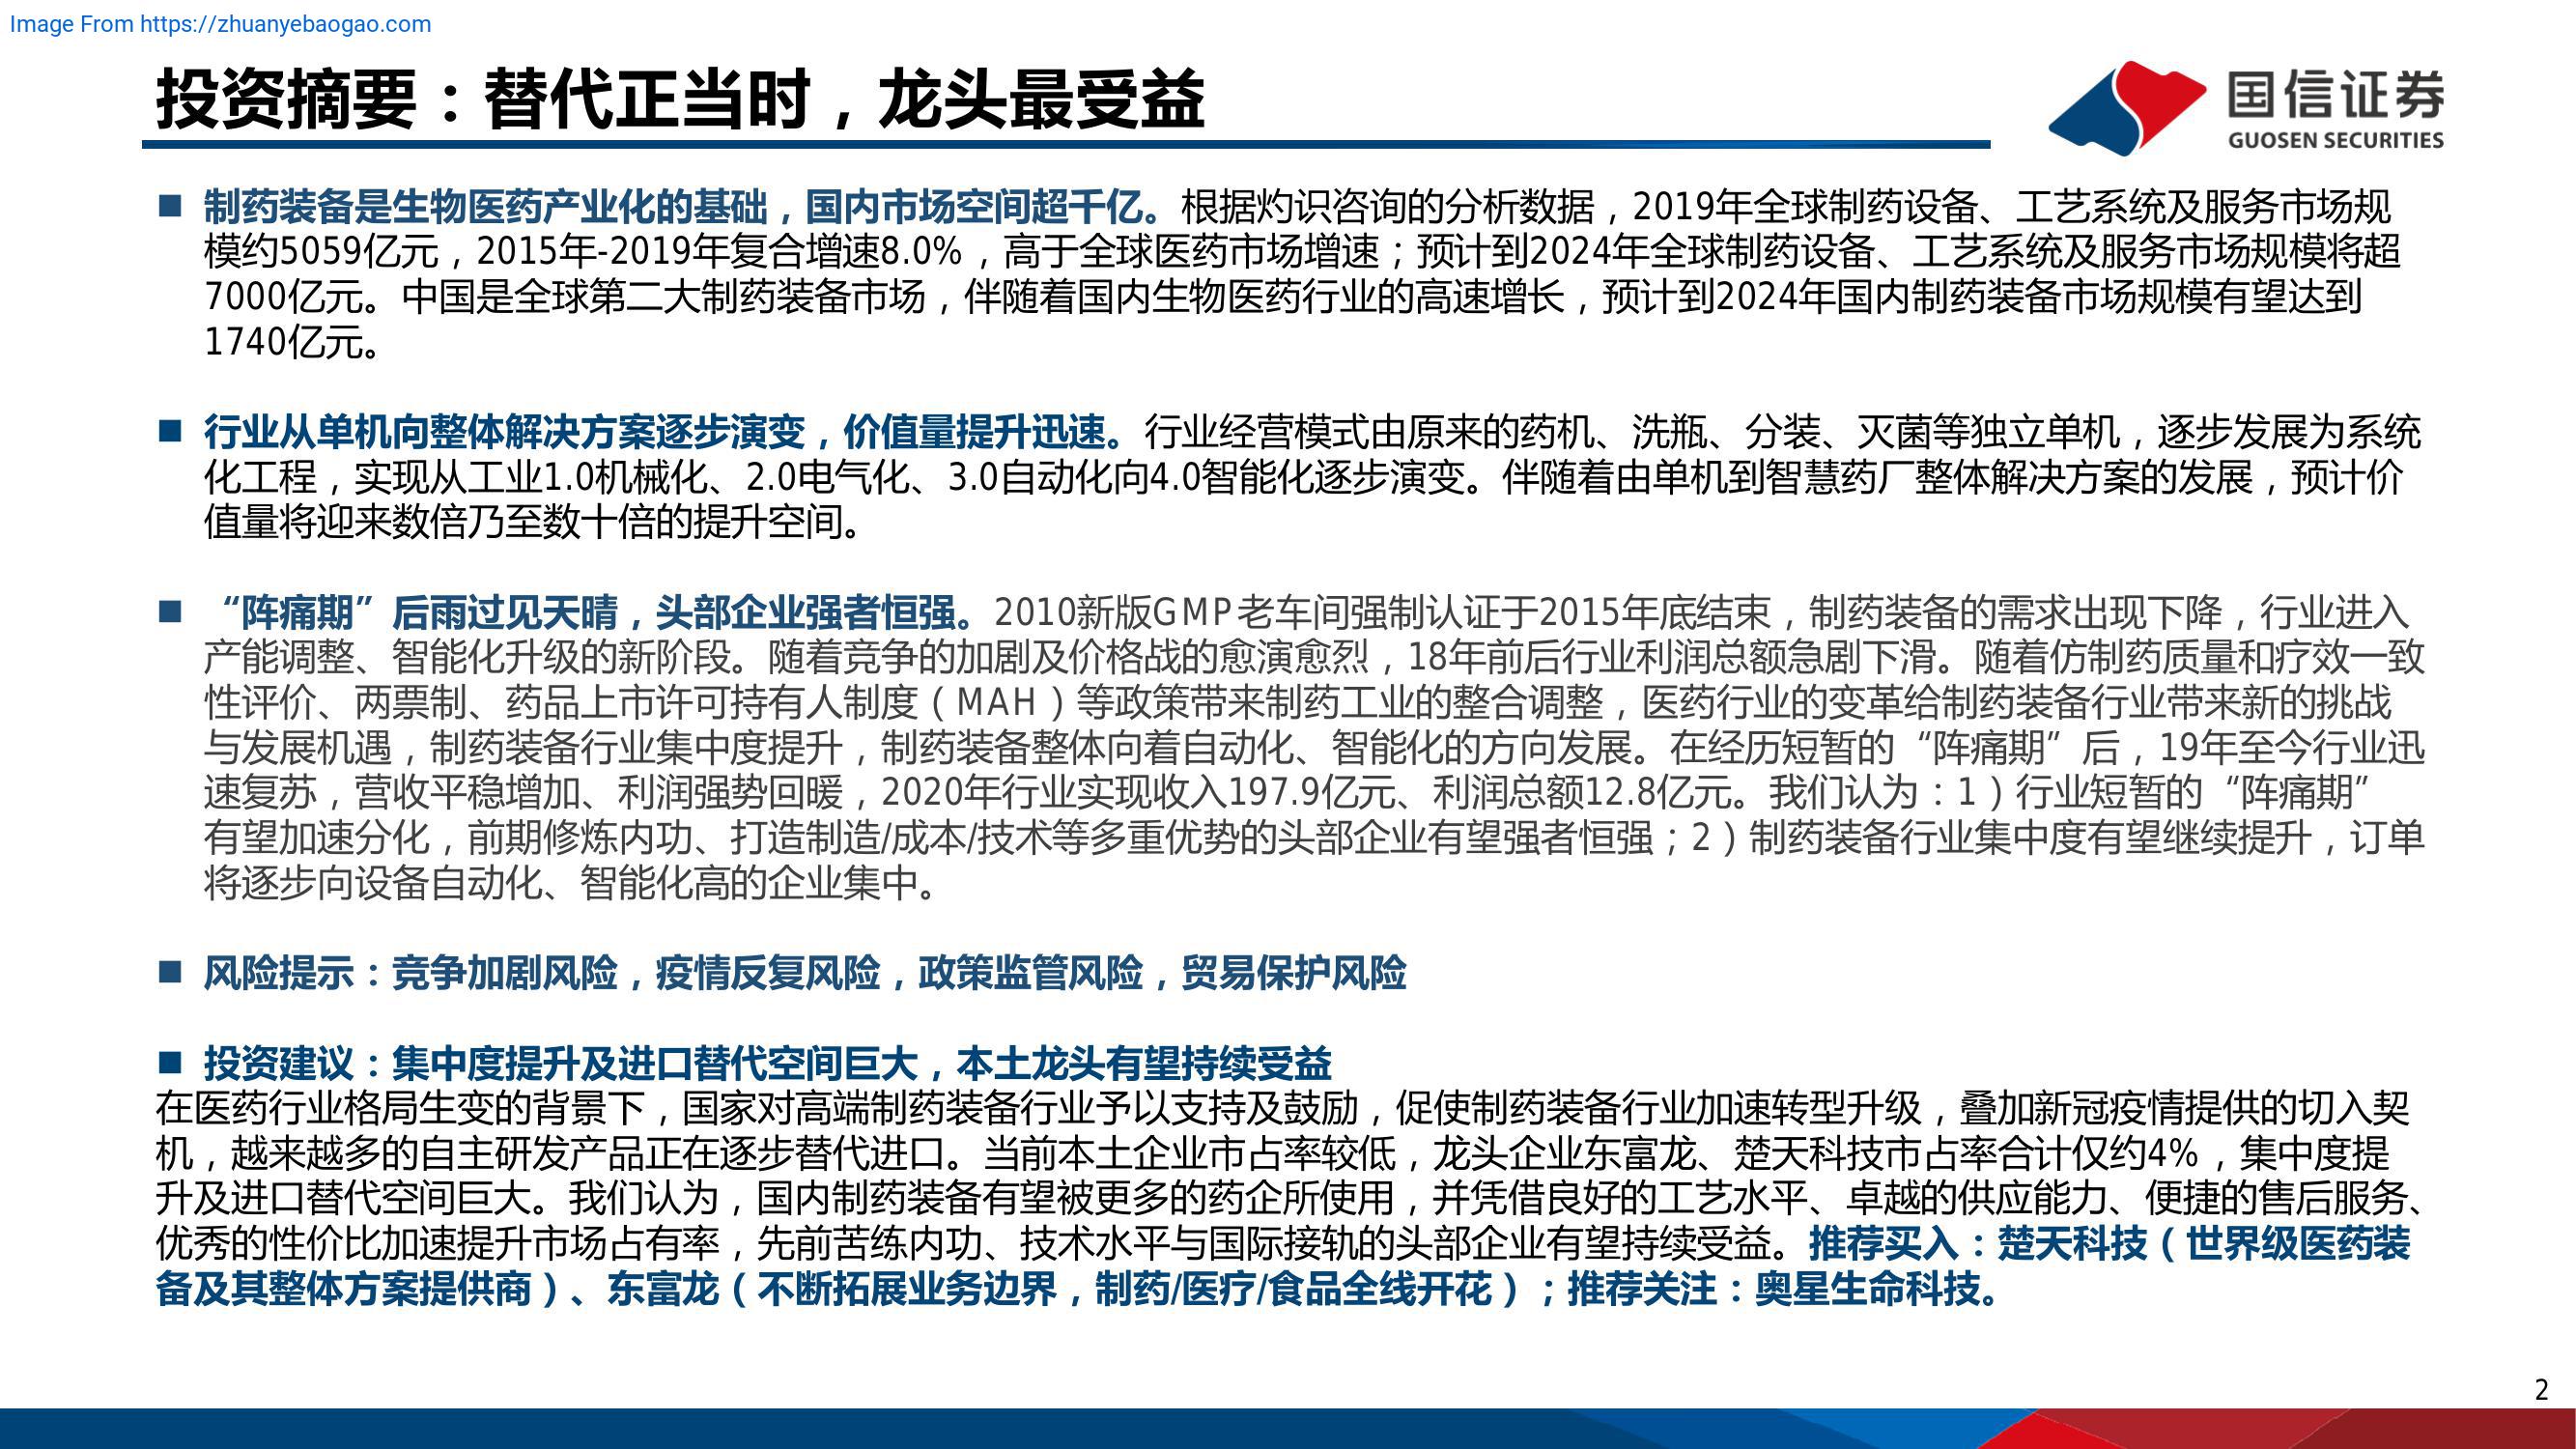 Image From https://zhuanyebaogao.com
投资摘要：替代正当时，龙头最受益
国信证券
GUOSEN SECURITIES
■ 制药装备是生物医药产业化的基础，国内市场空间超千亿。根据灼识咨询的分析数据，2019年全球制药设备、工艺系统及服务市场规
模约5059亿元，2015年-2019年复合增速8.0%，高于全球医药市场增速；预计到2024年全球制药设备、工艺系统及服务市场规模将超
7000亿元。中国是全球第二大制药装备市场，伴随着国内生物医药行业的高速增长，预计到2024年国内制药装备市场规模有望达到
1740亿元。
■ 行业从单机向整体解决方案逐步演变，价值量提升迅速。行业经营模式由原来的药机、洗瓶、分装、灭菌等独立单机，逐步发展为系统
化工程，实现从工业1.0机械化、2.0电气化、3.0自动化向4.0智能化逐步演变。伴随着由单机到智慧药厂整体解决方案的发展，预计价
值量将迎来数倍乃至数十倍的提升空间。
■ “阵痛期”后雨过见天晴，头部企业强者恒强。2010新版GMP老车间强制认证于2015年底结束，制药装备的需求出现下降，行业进入
产能调整、智能化升级的新阶段。随着竞争的加剧及价格战的愈演愈烈，18年前后行业利润总额急剧下滑。随着仿制药质量和疗效一致
性评价、两票制、药品上市许可持有人制度（MAH）等政策带来制药工业的整合调整，医药行业的变革给制药装备行业带来新的挑战
与发展机遇，制药装备行业集中度提升，制药装备整体向着自动化、智能化的方向发展。在经历短暂的“阵痛期”后，19年至今行业迅
速复苏，营收平稳增加、利润强势回暖，2020年行业实现收入197.9亿元、利润总额12.8亿元。我们认为：1）行业短暂的“阵痛期”
有望加速分化，前期修炼内功、打造制造/成本/技术等多重优势的头部企业有望强者恒强；2）制药装备行业集中度有望继续提升，订单
将逐步向设备自动化、智能化高的企业集中。
■ 风险提示：竞争加剧风险，疫情反复风险，政策监管风险，贸易保护风险
■ 投资建议：集中度提升及进口替代空间巨大，本土龙头有望持续受益
在医药行业格局生变的背景下，国家对高端制药装备行业予以支持及鼓励，促使制药装备行业加速转型升级，叠加新冠疫情提供的切入契
机，越来越多的自主研发产品正在逐步替代进口。当前本土企业市占率较低，龙头企业东富龙、楚天科技市占率合计仅约4%，集中度提
升及进口替代空间巨大。我们认为，国内制药装备有望被更多的药企所使用，并凭借良好的工艺水平、卓越的供应能力、便捷的售后服务、
优秀的性价比加速提升市场占有率，先前苦练内功、技术水平与国际接轨的头部企业有望持续受益。推荐买入：楚天科技（世界级医药装
备及其整体方案提供商）、东富龙（不断拓展业务边界，制药/医疗/食品全线开花）；推荐关注：奥星生命科技。
2